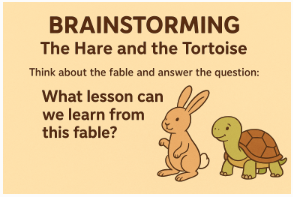 BRAINSTORMING
The Hare and the Tortoise
Think about the fable and answer the question:
What lesson can
we learn from
this fable?